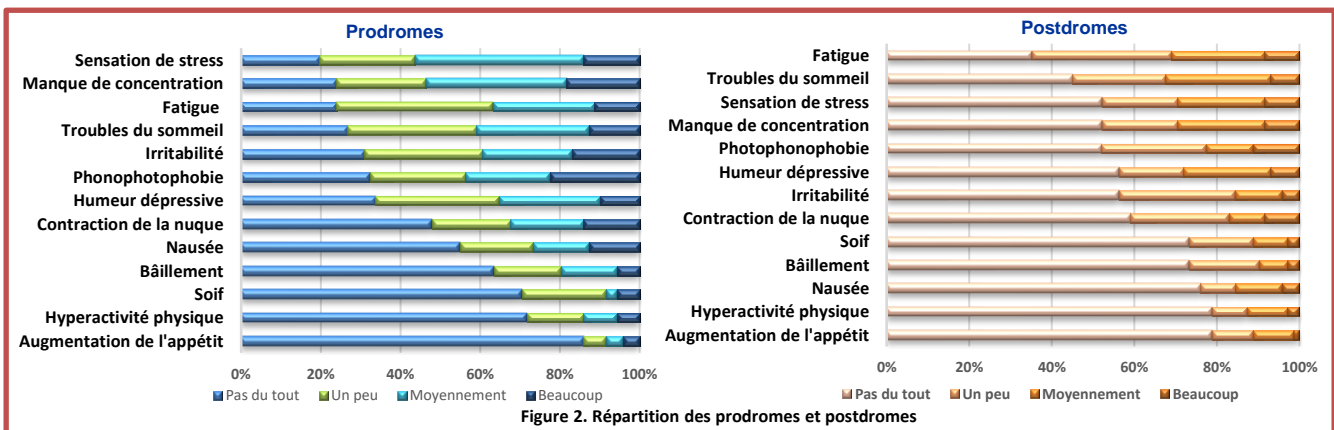 Prodromes
Sensation de stress
Manque de concentration
Fatigue
Troubles du sommeil
Irritabilité
Phonophotophobie
Humeur dépressive
Contraction de la nuque
Nausée
Bâillement
Soif
Hyperactivité physique
Augmentation de l'appétit
0% 20% 40% 60% 80% 100%
Pas du tout Un peu Moyennement Beaucoup
Postdromes
Fatigue
Troubles du sommeil
Sensation de stress
Manque de concentration
Photophonophobie
Humeur dépressive
Irritabilité
Contraction de la nuque
Soif
Bâillement
Nausée
Hyperactivité physique
Augmentation de l'appétit
0% 20% 40% 60% 80% 100%
Pas du tout Un peu Moyennement Beaucoup
Figure 2. Répartition des prodromes et postdromes